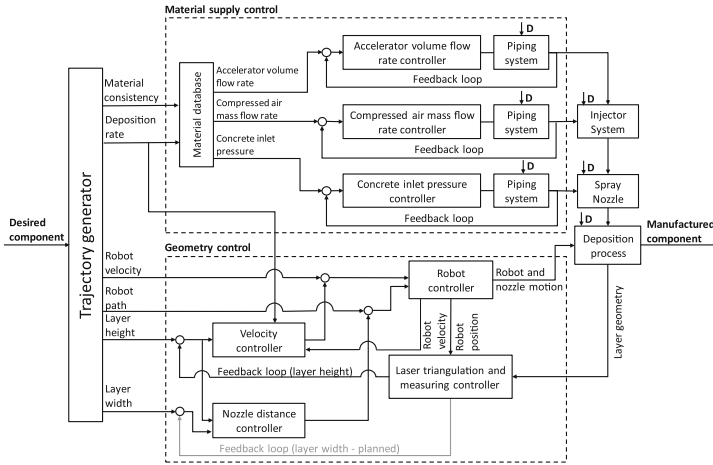 Material supply control
D
Accelerator volume flow
rate controller
Piping
system
Feedback loop
Accelerator volume
flow rate
Material
consistency
Deposition
rate
Material database
Compressed air
mass flow rate
Compressed air mass flow
rate controller
D
Piping
system
Feedback loop
D
Injector
System
Concrete inlet
pressure
Concrete inlet pressure
controller
D
Piping
system
Feedback loop
D
Spray
Nozzle
D
Deposition
process
Desired
component
Trajectory generator
Manufactured
component
Geometry control
Robot
velocity
Robot
path
Layer
height
Robot
controller
Robot and
nozzle motion
Velocity
controller
Robot
velocity
Robot
position
Layer geometry
Feedback loop (layer height)
Laser triangulation and
measuring controller
Layer
width
Nozzle distance
controller
Feedback loop (layer width - planned)